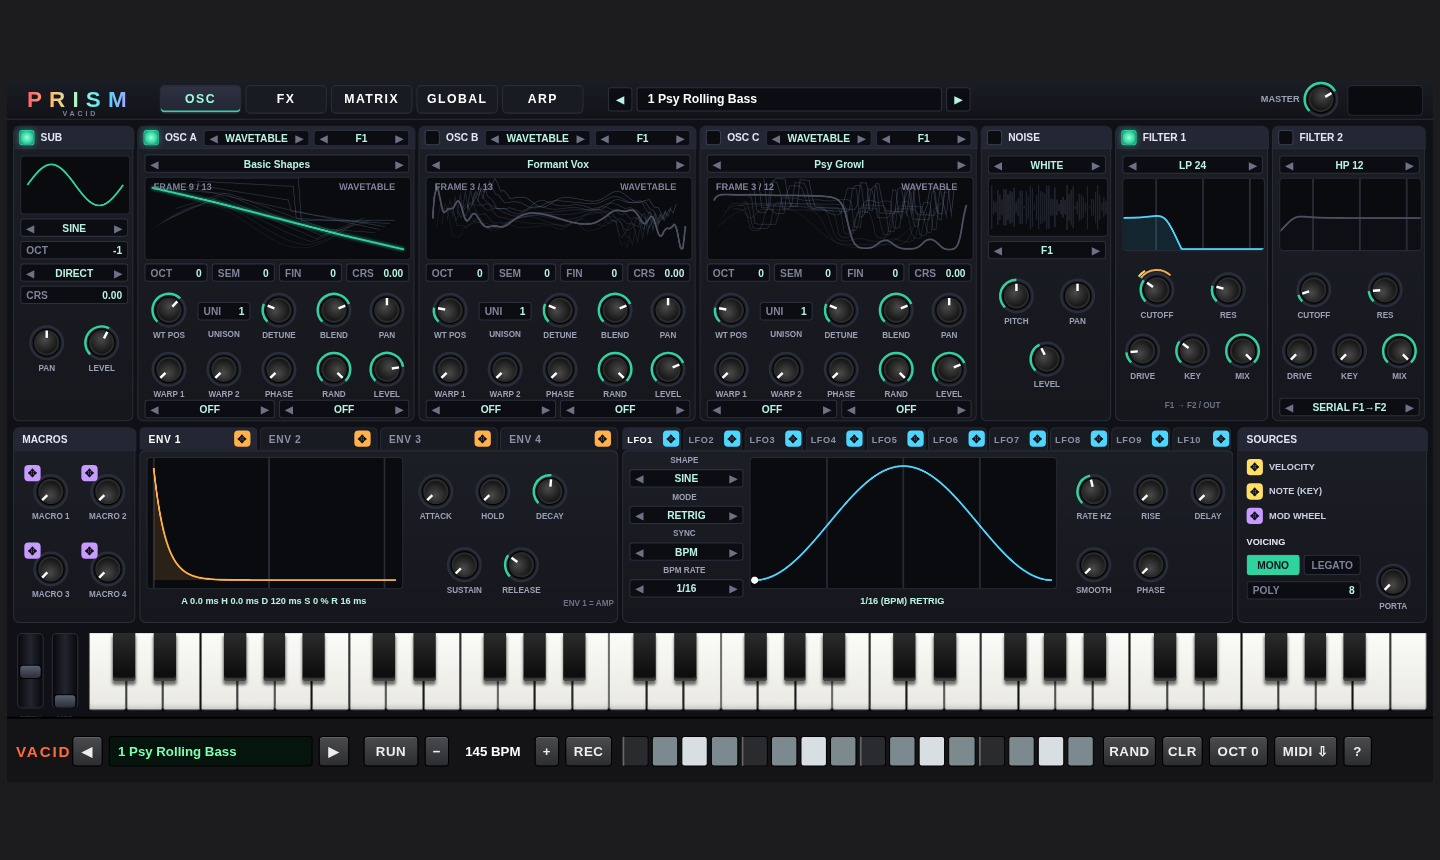 PRISM
VACID
OSC FX MATRIX GLOBAL ARP
◀ 1 Psy Rolling Bass ▶
MASTER
SUB
◀ SINE ▶
OCT -1
◀ DIRECT ▶
CRS 0.00
PAN LEVEL
OSC A ◀ WAVETABLE ▶ ◀ F1 ▶
◀ Basic Shapes ▶
FRAME 9 / 13 WAVETABLE
OCT 0 SEM 0 FIN 0 CRS 0.00
UNI 1
WT POS UNISON DETUNE BLEND PAN
WARP 1 WARP 2 PHASE RAND LEVEL
◀ OFF ▶ ◀ OFF ▶
OSC B ◀ WAVETABLE ▶ ◀ F1 ▶
◀ Formant Vox ▶
FRAME 3 / 13 WAVETABLE
OCT 0 SEM 0 FIN 0 CRS 0.00
UNI 1
WT POS UNISON DETUNE BLEND PAN
WARP 1 WARP 2 PHASE RAND LEVEL
◀ OFF ▶ ◀ OFF ▶
OSC C ◀ WAVETABLE ▶ ◀ F1 ▶
◀ Psy Growl ▶
FRAME 3 / 12 WAVETABLE
OCT 0 SEM 0 FIN 0 CRS 0.00
UNI 1
WT POS UNISON DETUNE BLEND PAN
WARP 1 WARP 2 PHASE RAND LEVEL
◀ OFF ▶ ◀ OFF ▶
NOISE
◀ WHITE ▶
◀ F1 ▶
PITCH PAN
LEVEL
FILTER 1
◀ LP 24 ▶
CUTOFF RES
DRIVE KEY MIX
F1 → F2 / OUT
FILTER 2
◀ HP 12 ▶
CUTOFF RES
DRIVE KEY MIX
◀ SERIAL F1→F2 ▶
MACROS
MACRO 1 MACRO 2
MACRO 3 MACRO 4
ENV 1 ENV 2 ENV 3 ENV 4
ATTACK HOLD DECAY
SUSTAIN RELEASE
A 0.0 ms H 0.0 ms D 120 ms S 0 % R 16 ms
ENV 1 = AMP
LFO1 LFO2 LFO3 LFO4 LFO5 LFO6 LFO7 LFO8 LFO9 LF10
SHAPE
◀ SINE ▶
MODE
◀ RETRIG ▶
SYNC
◀ BPM ▶
BPM RATE
◀ 1/16 ▶
1/16 (BPM) RETRIG
RATE HZ RISE DELAY
SMOOTH PHASE
SOURCES
VELOCITY
NOTE (KEY)
MOD WHEEL
VOICING
MONO LEGATO
POLY 8
PORTA
VACID ◀ 1 Psy Rolling Bass ▶ RUN − 145 BPM + REC RAND CLR OCT 0 MIDI ⇩ ?